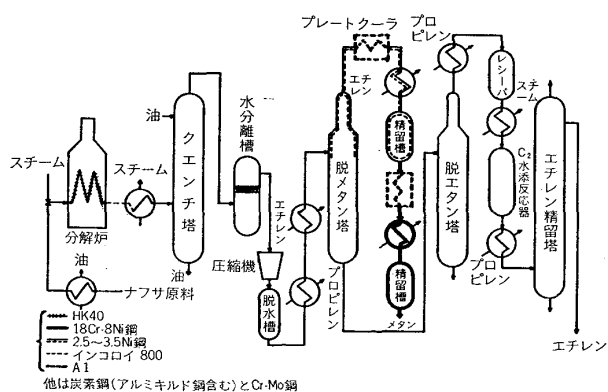 プレートクーラ
プロピレン
エチレン
レシーバ
スチーム
油
水分離槽
クエンチ塔
精留槽
脱メタン塔
脱エタン塔
C₂水添反応器
エチレン精留塔
スチーム
スチーム
分解炉
エチレン
圧縮機
油
油
プロピレン
プロピレン
精留槽
脱水槽
ナフサ原料
メタン
エチレン
HK40
18Cr-8Ni鋼
2.5〜3.5Ni鋼
インコロイ 800
A1
他は炭素鋼(アルミキルド鋼含む)とCr-Mo鋼